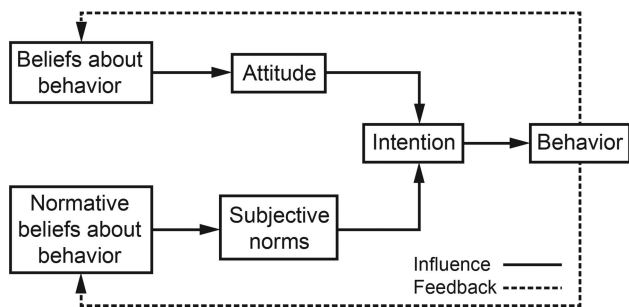 Beliefs about
behavior
Attitude
Intention
Behavior
Normative
beliefs about
behavior
Subjective
norms
Influence
Feedback